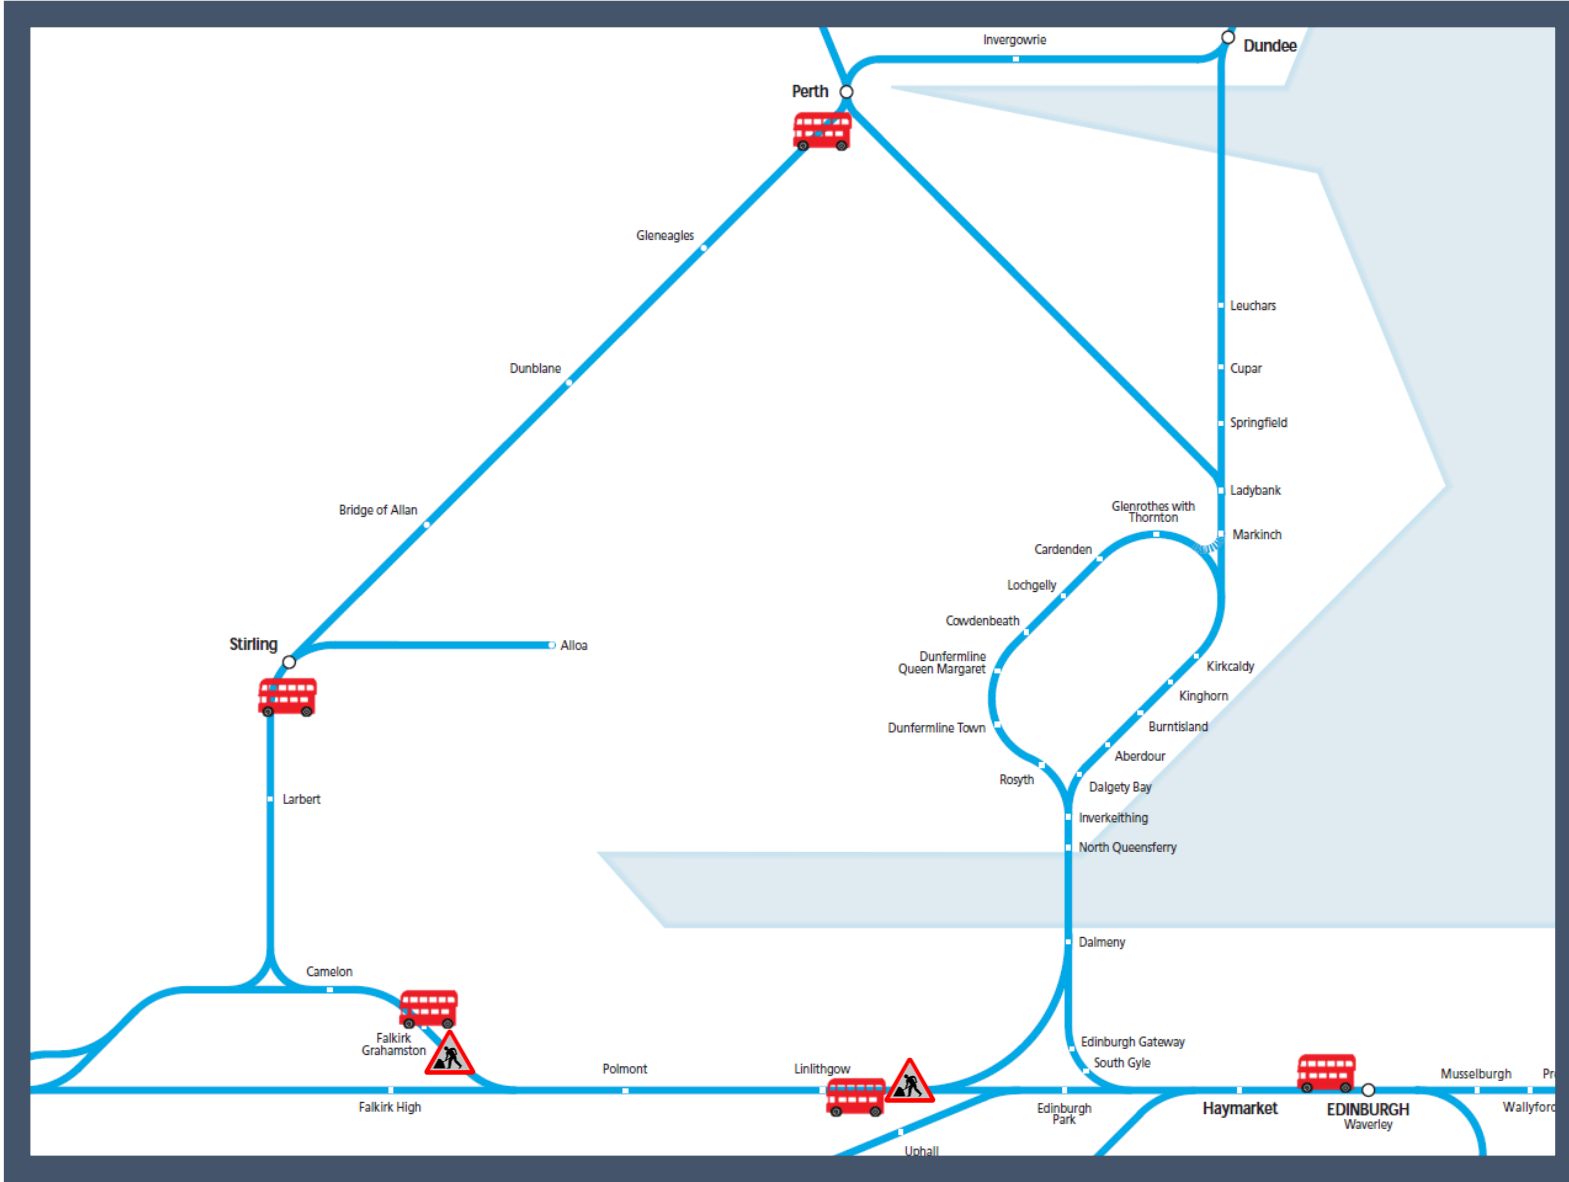 Invergowrie
Dundee
Perth
Gleneagles
Leuchars
Dunblane
Cupar
Springfield
Ladybank
Bridge of Allan
Glenrothes with
Thornton
Markinch
Cardenden
Lochgelly
Cowdenbeath
Stirling
Alloa
Dunfermline
Queen Margaret
Kirkcaldy
Kinghorn
Dunfermline Town
Burntisland
Aberdour
Rosyth
Dalgety Bay
Larbert
Inverkeithing
North Queensferry
Dalmeny
Camelon
Falkirk
Grahamston
Edinburgh Gateway
South Gyle
Polmont
Linlithgow
Musselburgh
Pr
Falkirk High
Edinburgh
Park
Haymarket
EDINBURGH
Waverley
Wallyford
Uphall